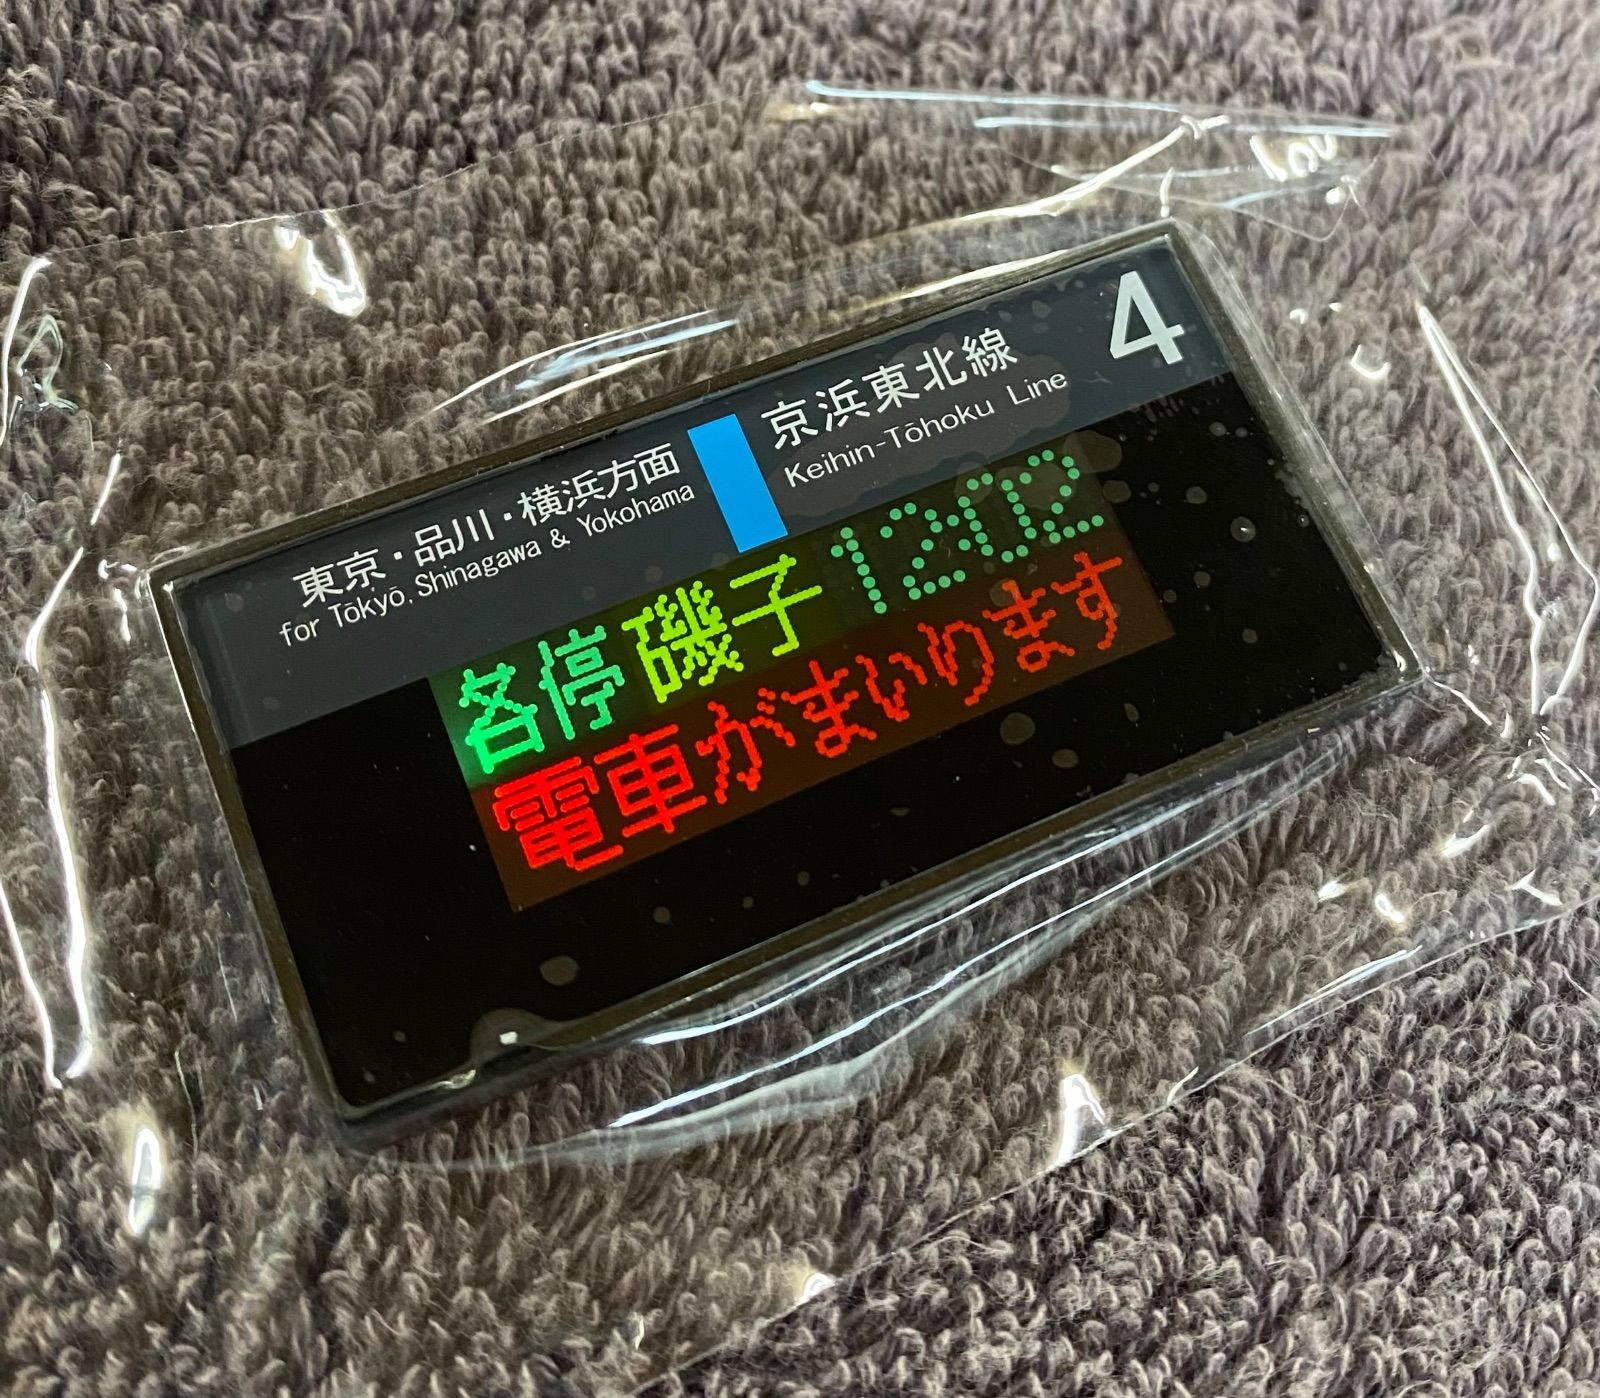 東京・品川・横浜方面
for Tōkyō, Shinagawa & Yokohama
京浜東北線
Keihin-Tōhoku Line
4
各停 磯子 12:02
電車がまいります